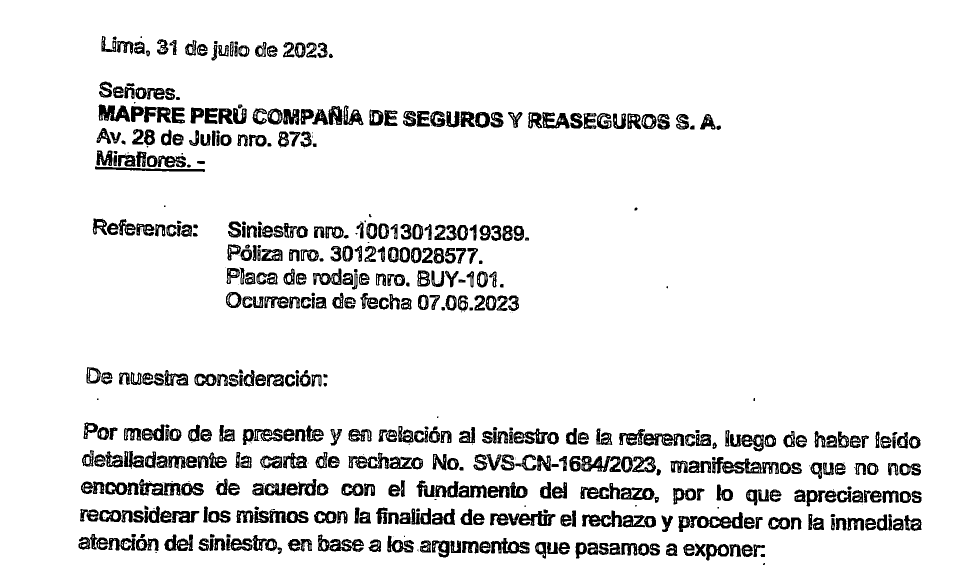 Lima, 31 de julio de 2023.
Señores.
MAPFRE PERÚ COMPAÑÍA DE SEGUROS Y REASEGUROS S. A.
Av. 28 de Julio nro. 873.
Miraflores. -
Referencia: Siniestro nro. 100130123019389.
Póliza nro. 3012100028577.
Placa de rodaje nro. BUY-101.
Ocurrencia de fecha 07.06.2023
De nuestra consideración:
Por medio de la presente y en relación al siniestro de la referencia, luego de haber leído
detalladamente la carta de rechazo No. SVS-CN-1684/2023, manifestamos que no nos
encontramos de acuerdo con el fundamento del rechazo, por lo que apreciaremos
reconsiderar los mismos con la finalidad de revertir el rechazo y proceder con la inmediata
atención del siniestro, en base a los argumentos que pasamos a exponer: